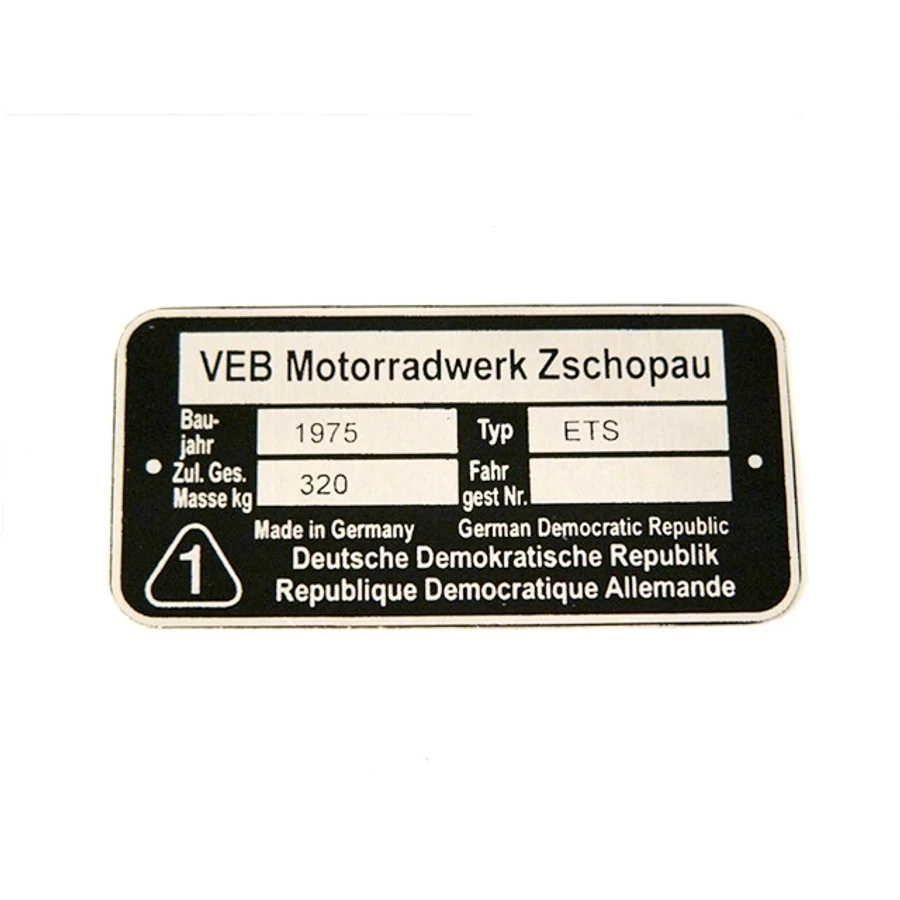 VEB Motorradwerk Zschopau
Bau-
jahr
1975
Typ
ETS
Zul. Ges.
Masse kg
320
Fahr
gest Nr.
Made in Germany
German Democratic Republic
Deutsche Demokratische Republik
Republique Democratique Allemande
1